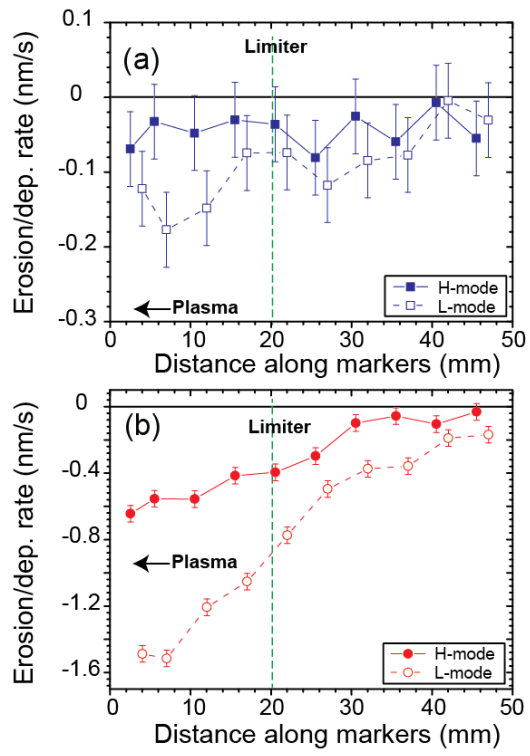 0.1
(a)
Limiter
0
-0.1
-0.2
-0.3
Erosion/dep. rate (nm/s)
Plasma
H-mode
L-mode
0 10 20 30 40 50
Distance along markers (mm)
(b)
0
Limiter
-0.4
-0.8
-1.2
-1.6
Erosion/dep. rate (nm/s)
Plasma
H-mode
L-mode
0 10 20 30 40 50
Distance along markers (mm)